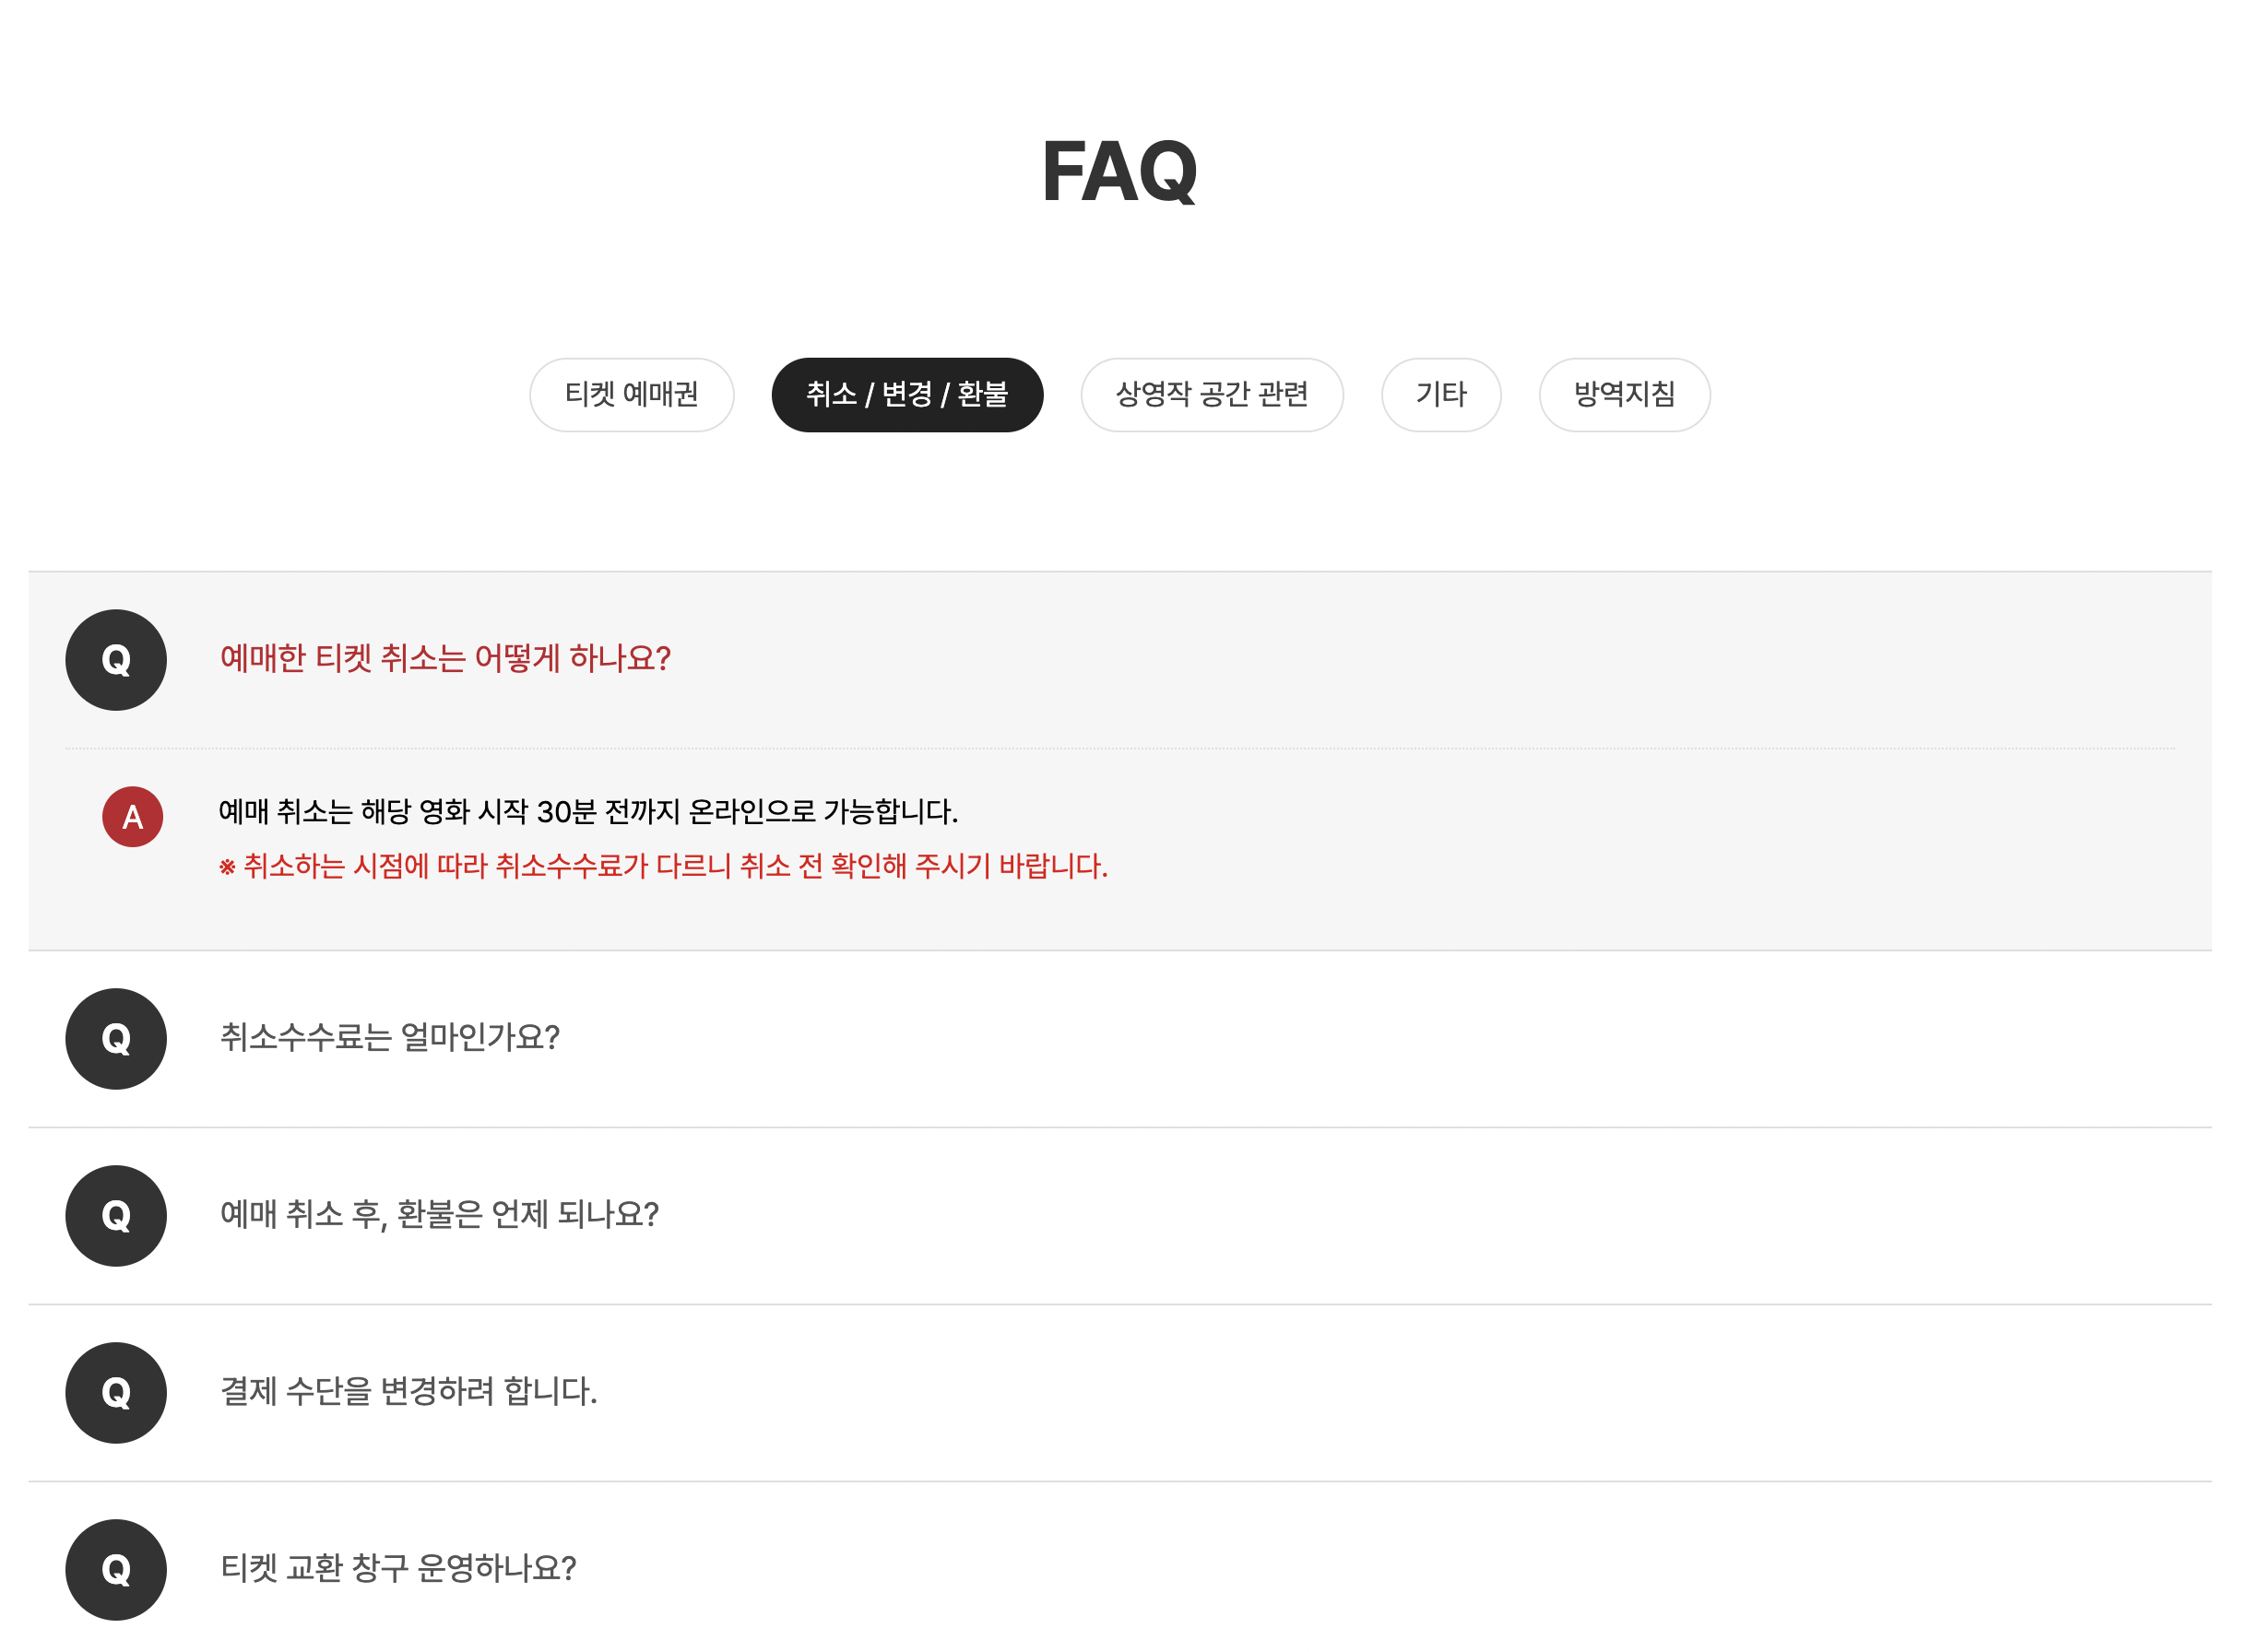 FAQ
티켓 예매권
취소 / 변경 / 환불
상영작 공간 관련
기타
방역지침
Q
예매한 티켓 취소는 어떻게 하나요?
A
예매 취소는 해당 영화 시작 30분 전까지 온라인으로 가능합니다.
※ 취소하는 시점에 따라 취소수수료가 다르니 취소 전 확인해 주시기 바랍니다.
Q
취소수수료는 얼마인가요?
Q
예매 취소 후, 환불은 언제 되나요?
Q
결제 수단을 변경하려 합니다.
Q
티켓 교환 창구 운영하나요?